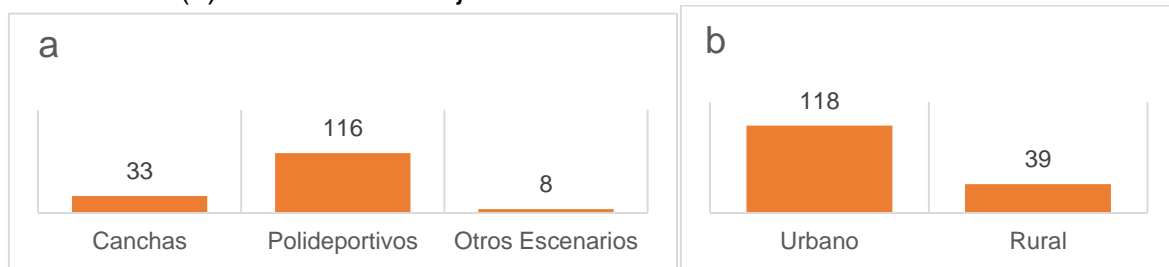 a
33
116
8
Canchas
Polideportivos
Otros Escenarios
b
118
39
Urbano
Rural